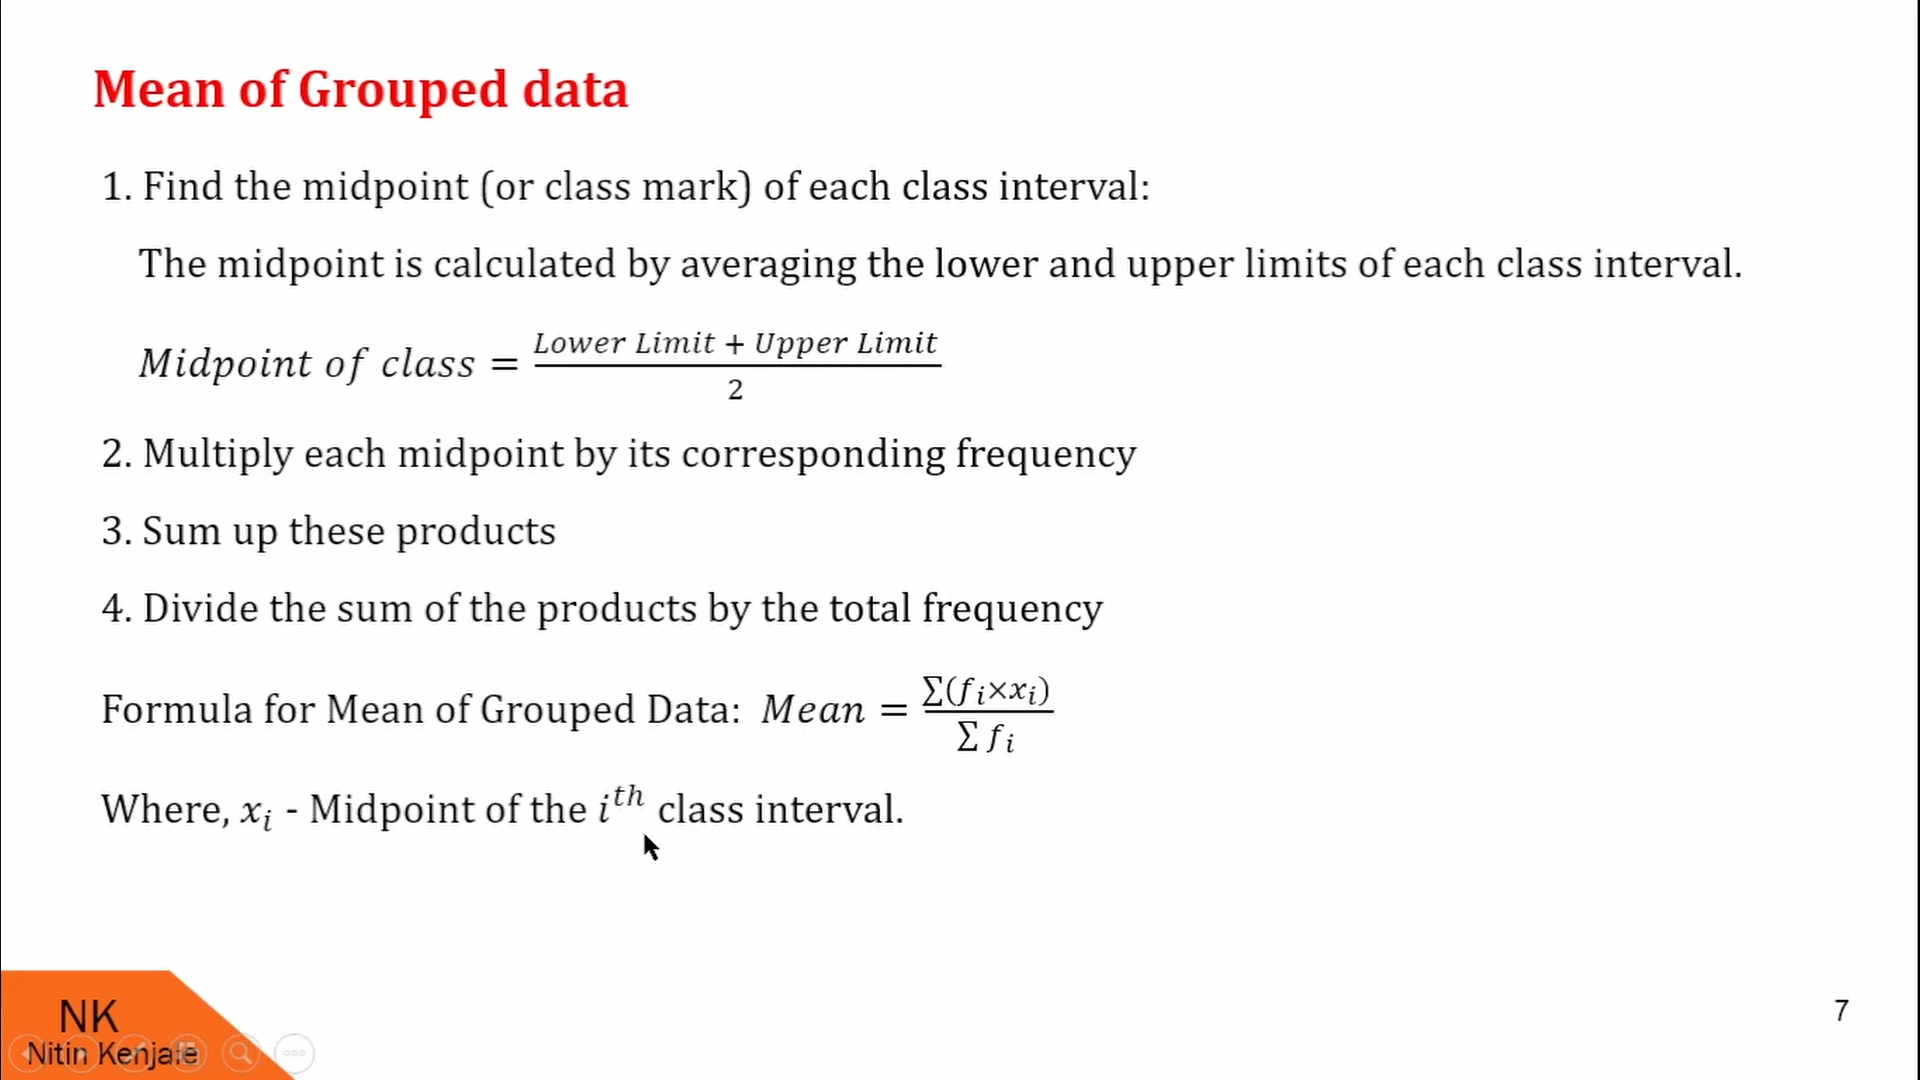 Mean of Grouped data
1. Find the midpoint (or class mark) of each class interval:
The midpoint is calculated by averaging the lower and upper limits of each class interval.
Midpoint of class = (Lower Limit + Upper Limit) / 2
2. Multiply each midpoint by its corresponding frequency
3. Sum up these products
4. Divide the sum of the products by the total frequency
Formula for Mean of Grouped Data: Mean = ∑(fᵢ×xᵢ) / ∑ fᵢ
Where, xᵢ - Midpoint of the iᵗʰ class interval.
NK
Nitin Kenjale
7